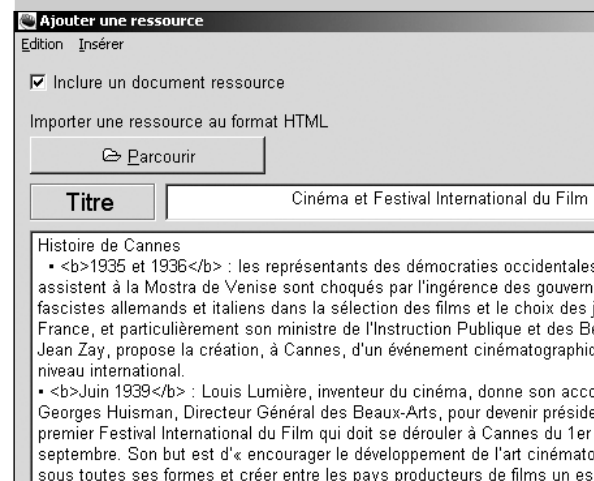 Ajouter une ressource
Edition Insérer
Inclure un document ressource
Importer une ressource au format HTML
Parcourir
Titre
Cinéma et Festival International du Film
Histoire de Cannes
▪ <b>1935 et 1936</b> : les représentants des démocraties occidentales
assistent à la Mostra de Venise sont choqués par l'ingérence des gouvern
fascistes allemands et italiens dans la sélection des films et le choix des j
France, et particulièrement son ministre de l'Instruction Publique et des Be
Jean Zay, propose la création, à Cannes, d'un événement cinématographiq
niveau international.
▪ <b>Juin 1939</b> : Louis Lumière, inventeur du cinéma, donne son acco
Georges Huisman, Directeur Général des Beaux-Arts, pour devenir préside
premier Festival International du Film qui doit se dérouler à Cannes du 1er
septembre. Son but est d'« encourager le développement de l'art cinémato
sous toutes ses formes et créer entre les pays producteurs de films un es